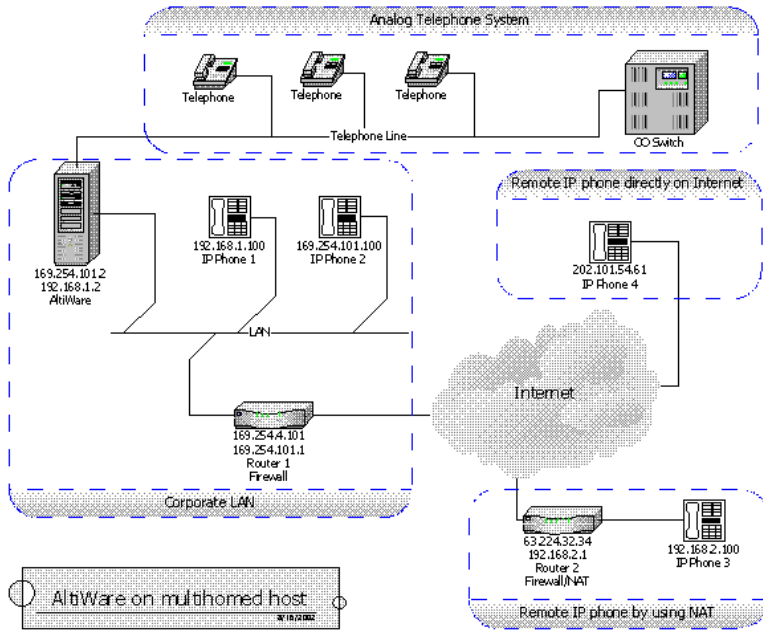 Analog Telephone System
Telephone
Telephone
Telephone
Telephone Line
CO Switch
Remote IP phone directly on Internet
192.168.1.100
IP Phone 1
169.254.101.100
IP Phone 2
202.101.54.61
IP Phone 4
169.254.101.2
192.168.1.2
AltiWare
LAN
Internet
169.254.4.101
169.254.101.1
Router 1
Firewall
Corporate LAN
63.224.32.34
192.168.2.1
Router 2
Firewall/NAT
192.168.2.100
IP Phone 3
AltiWare on multihomed host
Remote IP phone by using NAT